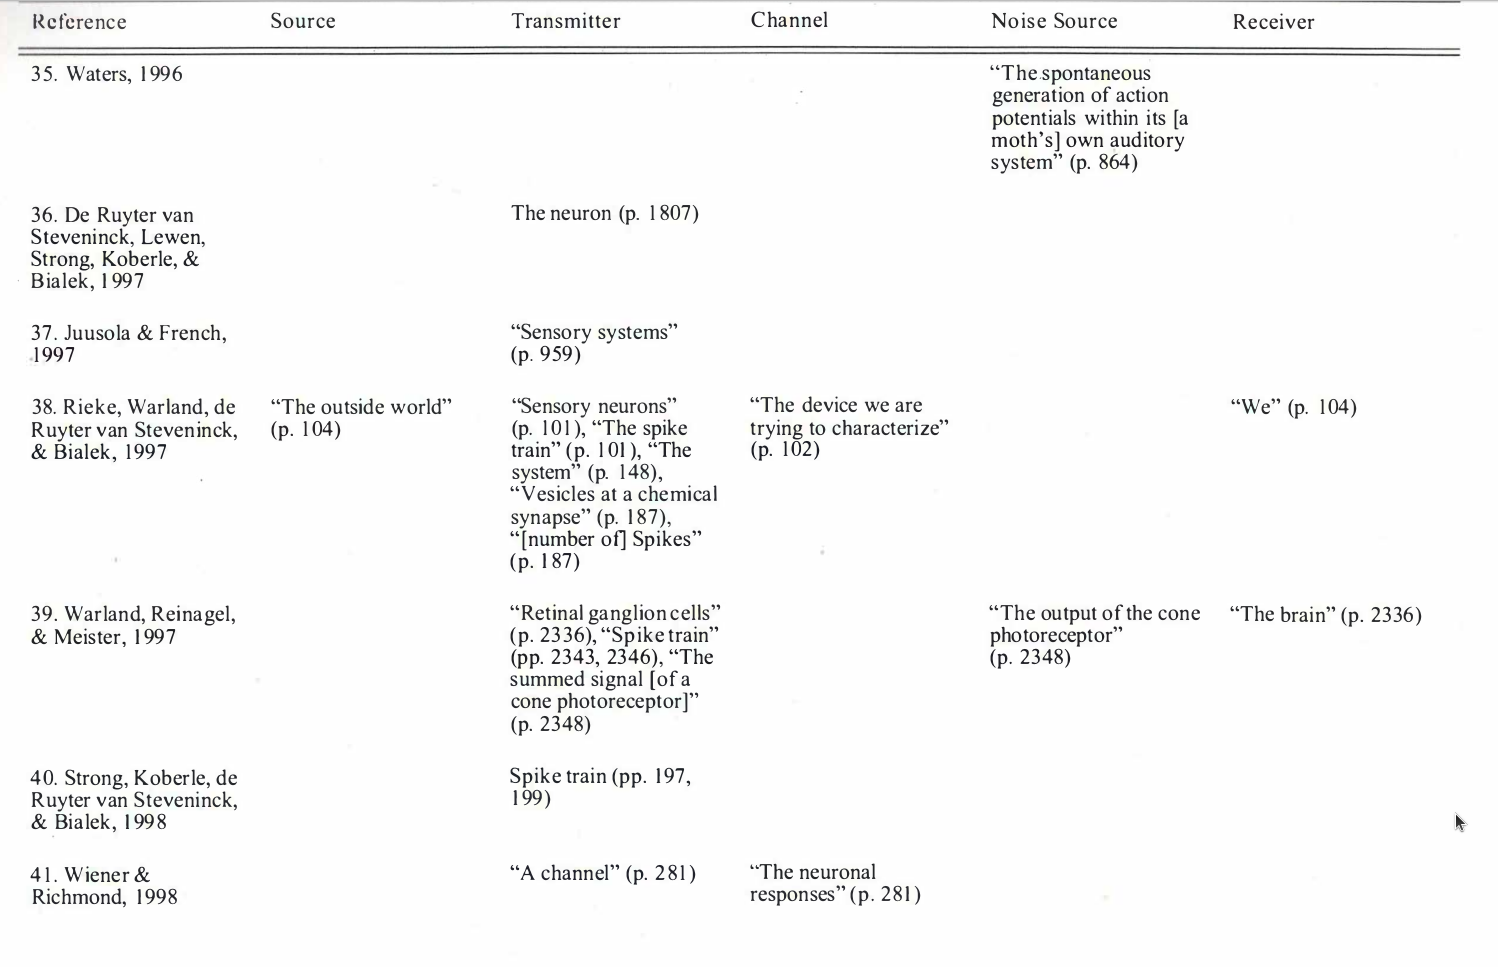 Reference Source Transmitter Channel Noise Source Receiver
35. Waters, 1996
“The spontaneous
generation of action
potentials within its [a
moth’s] own auditory
system” (p. 864)
36. De Ruyter van
Steveninck, Lewen,
Strong, Koberle, &
Bialek, 1997
The neuron (p. 1807)
37. Juusola & French,
1997
“Sensory systems”
(p. 959)
38. Rieke, Warland, de
Ruyter van Steveninck,
& Bialek, 1997
“The outside world”
(p. 104)
“Sensory neurons”
(p. 101), “The spike
train” (p. 101), “The
system” (p. 148),
“Vesicles at a chemical
synapse” (p. 187),
“[number of] Spikes”
(p. 187)
“The device we are
trying to characterize”
(p. 102)
“We” (p. 104)
39. Warland, Reinagel,
& Meister, 1997
“Retinal ganglion cells”
(p. 2336), “Spike train”
(pp. 2343, 2346), “The
summed signal [of a
cone photoreceptor]”
(p. 2348)
“The output of the cone
photoreceptor”
(p. 2348)
“The brain” (p. 2336)
40. Strong, Koberle, de
Ruyter van Steveninck,
& Bialek, 1998
Spike train (pp. 197,
199)
41. Wiener &
Richmond, 1998
“A channel” (p. 281)
“The neuronal
responses” (p. 281)